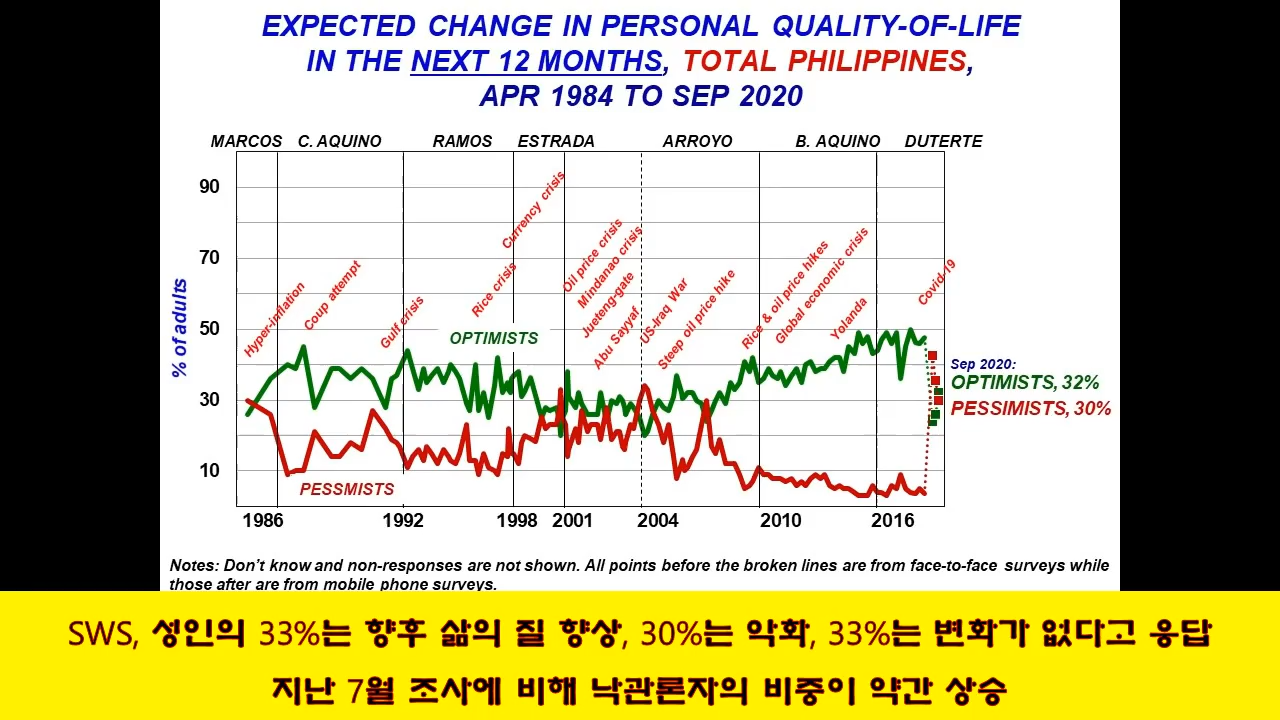 EXPECTED CHANGE IN PERSONAL QUALITY-OF-LIFE
IN THE NEXT 12 MONTHS, TOTAL PHILIPPINES,
APR 1984 TO SEP 2020
MARCOS C. AQUINO RAMOS ESTRADA ARROYO B. AQUINO DUTERTE
% of adults
90
70
50
30
10
Hyper-inflation
Coup attempt
Gulf crisis
Rice crisis
Currency crisis
Oil price crisis
Mindanao crisis
Jueteng-gate
Abu Sayyaf
US-Iraq War
Steep oil price hike
Rice & oil price hikes
Global economic crisis
Yolanda
Covid-19
OPTIMISTS
PESSMISTS
Sep 2020:
OPTIMISTS, 32%
PESSIMISTS, 30%
1986 1992 1998 2001 2004 2010 2016
Notes: Don't know and non-responses are not shown. All points before the broken lines are from face-to-face surveys while
those after are from mobile phone surveys.
SWS, 성인의 33%는 향후 삶의 질 향상, 30%는 악화, 33%는 변화가 없다고 응답
지난 7월 조사에 비해 낙관론자의 비중이 약간 상승